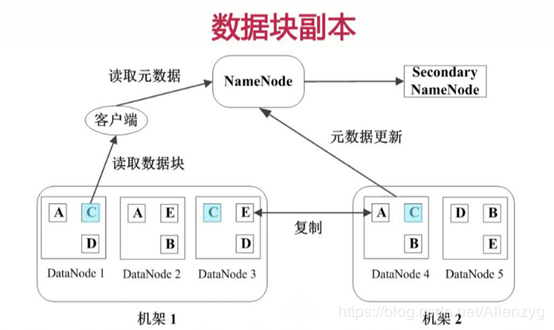 数据块副本
读取元数据
NameNode
Secondary
NameNode
客户端
元数据更新
读取数据块
A C
D
DataNode 1
A E
B
DataNode 2
C E
D
DataNode 3
复制
A C
B
DataNode 4
D B
E
DataNode 5
机架 1
机架 2
https://blog.csdn.net/Allenzyg